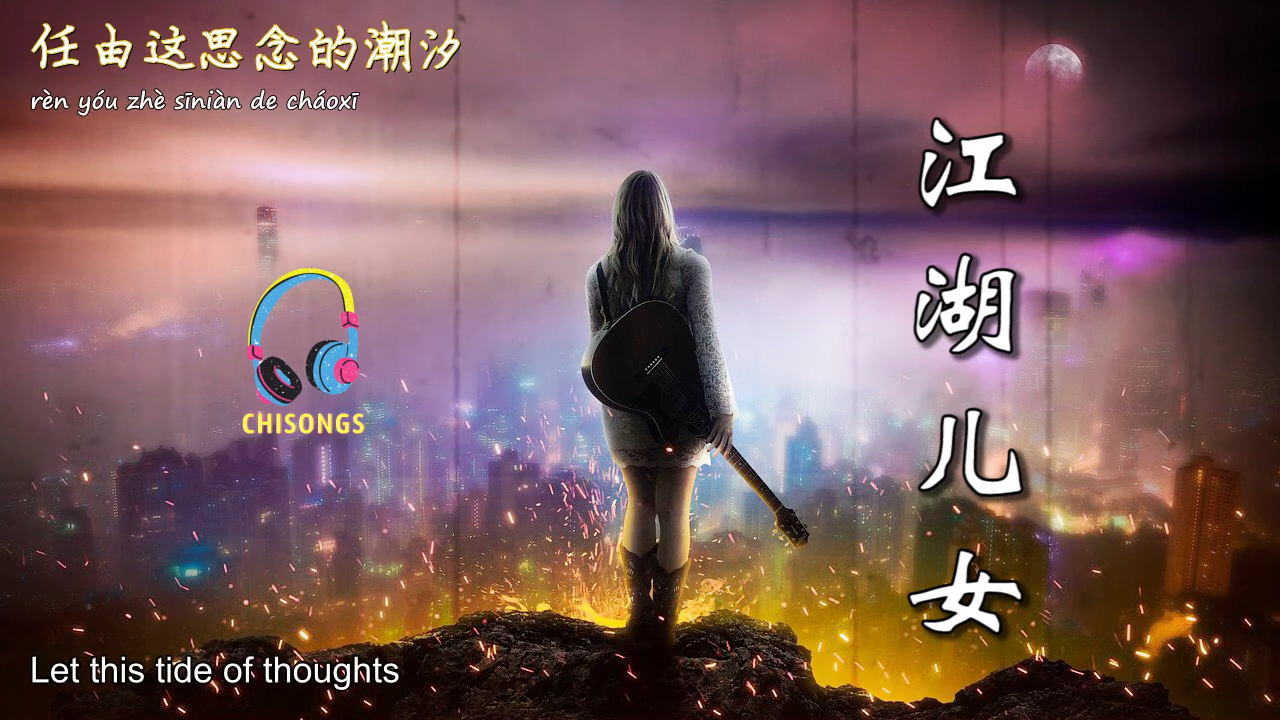 任由这思念的潮汐
rèn yóu zhè sīniàn de cháoxī
江湖儿女
CHISONGS
Let this tide of thoughts